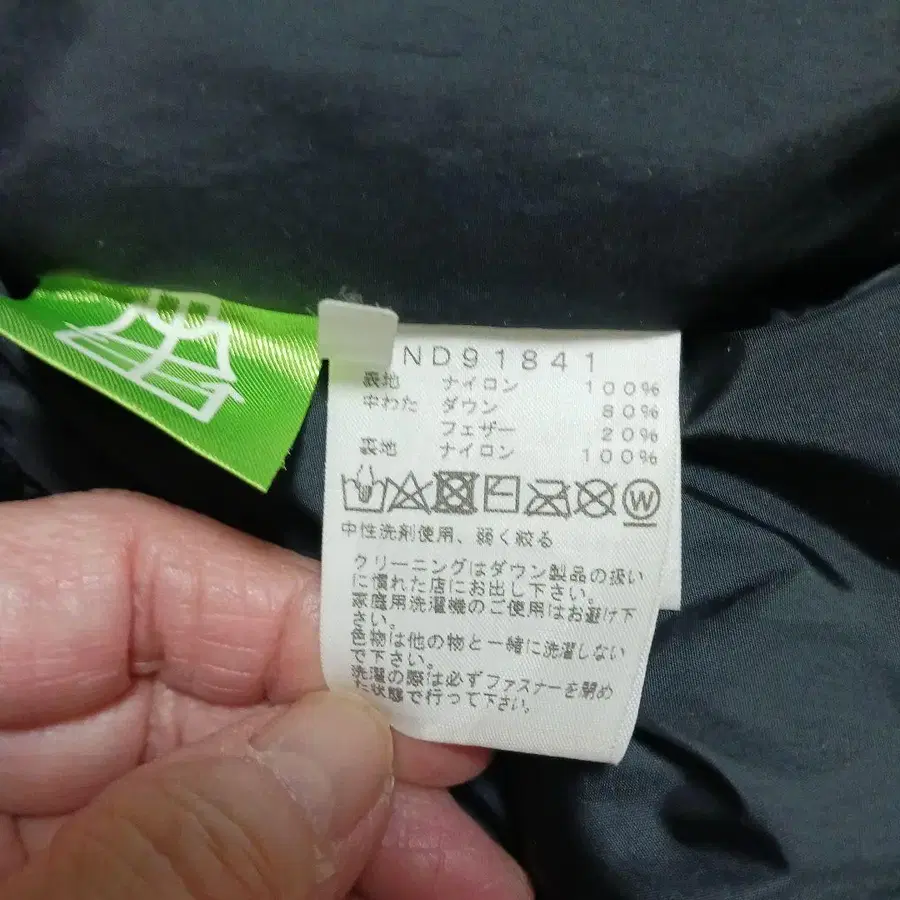 ND91841
表地 ナイロン 100%
中わた ダウン 80%
フェザー 20%
裏地 ナイロン 100%
W
中性洗剤使用、弱く絞る
クリーニングはダウン製品の扱い
に慣れた店にお出し下さい。
家庭用洗濯機のご使用はお避け下
さい。
色物は他の物と一緒に洗濯しない
で下さい。
洗濯の際は必ずファスナーを閉め
た状態で行って下さい。